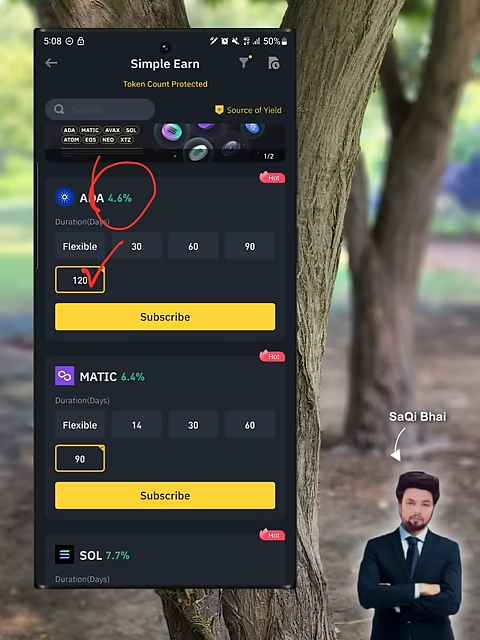 5:08
50%
Simple Earn
Token Count Protected
Search
Source of Yield
ADA MATIC AVAX SOL
ATOM EOS NEO XTZ
1/2
Hot
ADA 4.6%
Duration(Days)
Flexible 30 60 90
120
Subscribe
Hot
MATIC 6.4%
Duration(Days)
Flexible 14 30 60
90
Subscribe
Hot
SOL 7.7%
Duration(Days)
SaQi Bhai